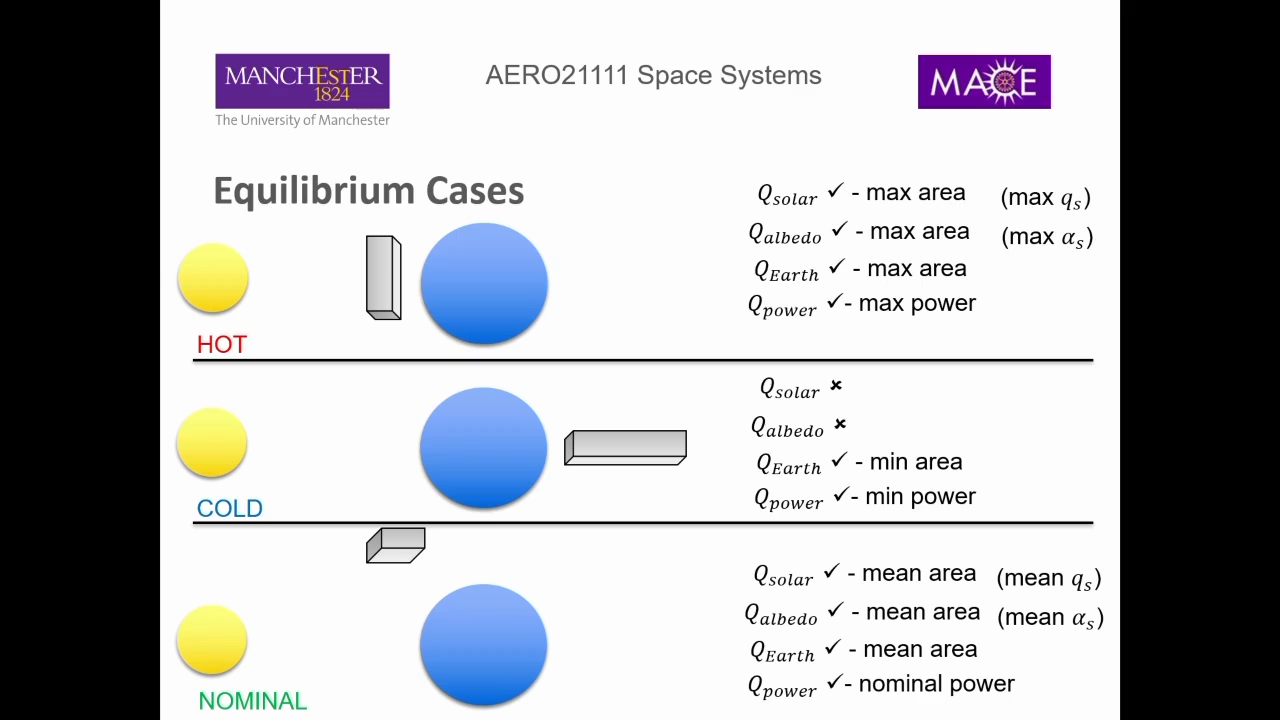 MANCHESTER
1824
The University of Manchester
AERO21111 Space Systems
MACE
Equilibrium Cases
Q_solar ✓ - max area (max q_s)
Q_albedo ✓ - max area (max α_s)
Q_Earth ✓ - max area
Q_power ✓- max power
HOT
Q_solar ×
Q_albedo ×
Q_Earth ✓ - min area
Q_power ✓- min power
COLD
Q_solar ✓ - mean area (mean q_s)
Q_albedo ✓ - mean area (mean α_s)
Q_Earth ✓ - mean area
Q_power ✓- nominal power
NOMINAL